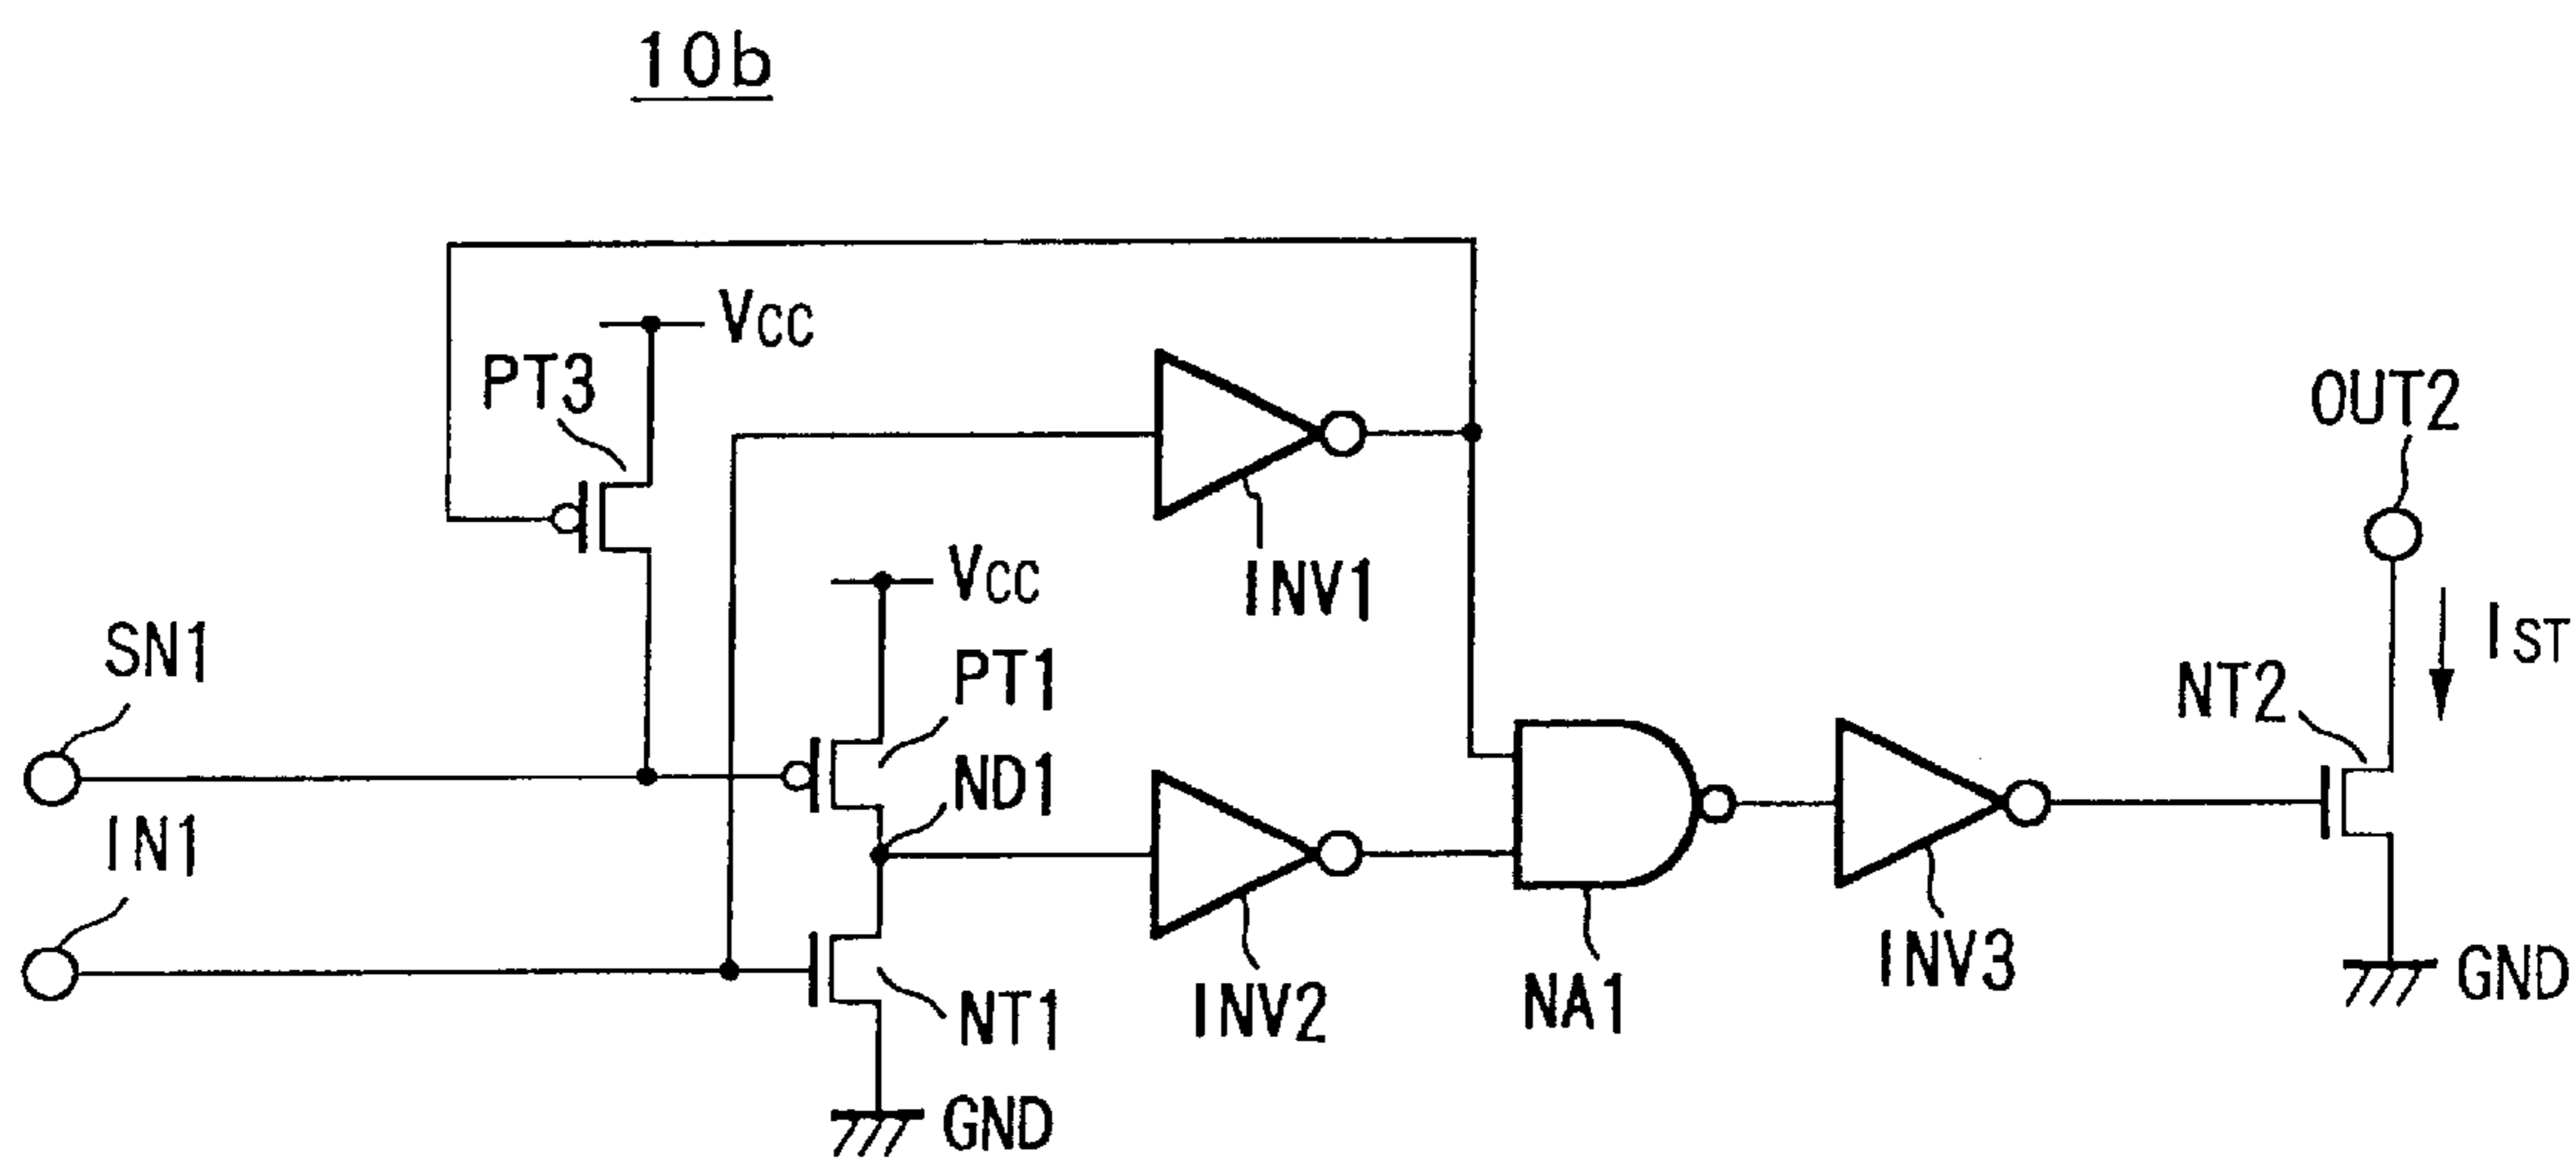 10b
VCC
PT3
OUT2
VCC
INV1
IST
SN1
PT1
NT2
ND1
IN1
INV3
GND
NT1
INV2
NA1
GND